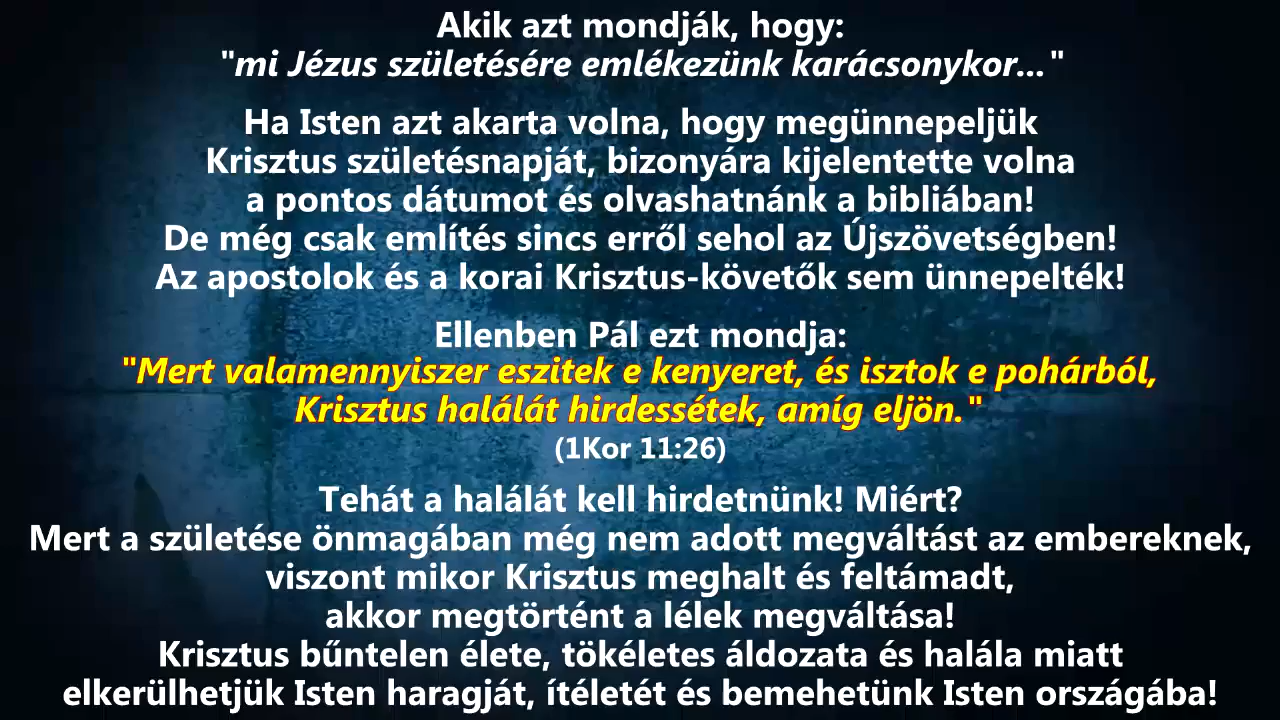 Akik azt mondják, hogy:
"mi Jézus születésére emlékezünk karácsonykor..."
Ha Isten azt akarta volna, hogy megünnepeljük
Krisztus születésnapját, bizonyára kijelentette volna
a pontos dátumot és olvashatnánk a bibliában!
De még csak említés sincs erről sehol az Újszövetségben!
Az apostolok és a korai Krisztus-követők sem ünnepelték!
Ellenben Pál ezt mondja:
"Mert valamennyiszer eszitek e kenyeret, és isztok e pohárból,
Krisztus halálát hirdessétek, amíg eljön."
(1Kor 11:26)
Tehát a halálát kell hirdetnünk! Miért?
Mert a születése önmagában még nem adott megváltást az embereknek,
viszont mikor Krisztus meghalt és feltámadt,
akkor megtörtént a lélek megváltása!
Krisztus bűntelen élete, tökéletes áldozata és halála miatt
elkerülhetjük Isten haragját, ítéletét és bemehetünk Isten országába!